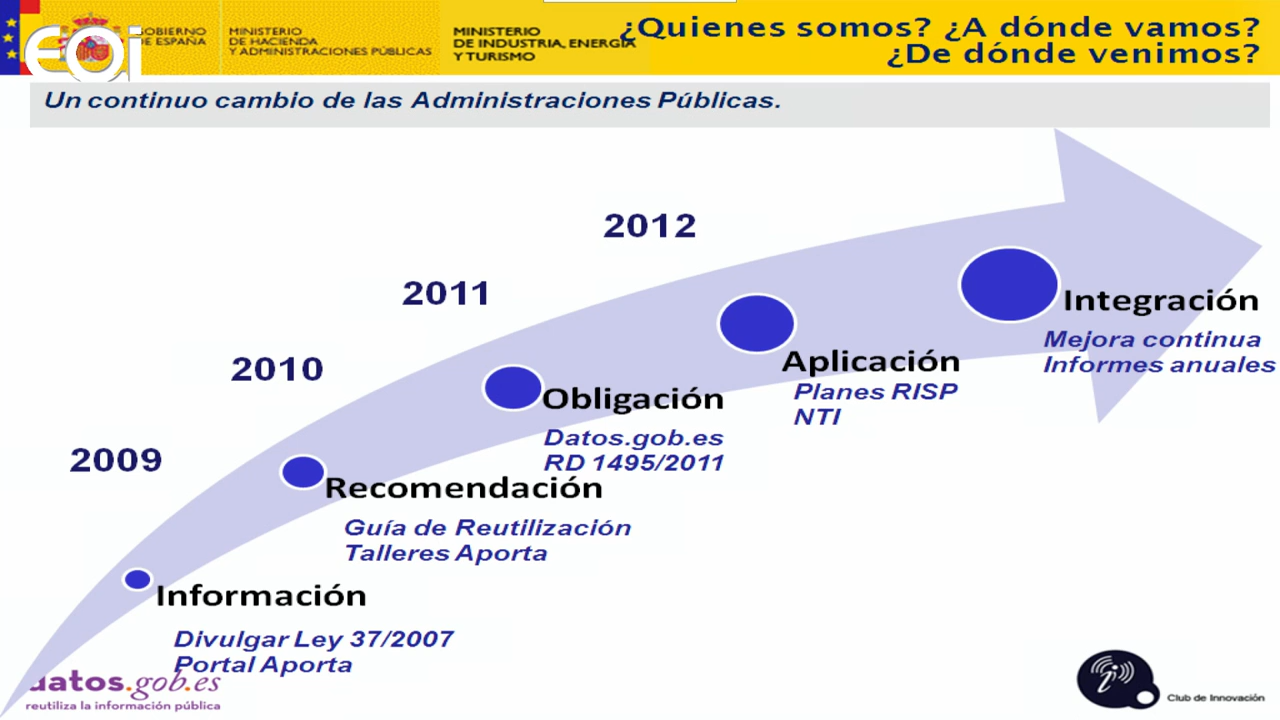 eoi
GOBIERNO
DE ESPAÑA
MINISTERIO
DE HACIENDA
Y ADMINISTRACIONES PÚBLICAS
MINISTERIO
DE INDUSTRIA, ENERGÍA
Y TURISMO
¿Quienes somos? ¿A dónde vamos?
¿De dónde venimos?
Un continuo cambio de las Administraciones Públicas.
2012
2011
2010
2009
Integración
Mejora continua
Informes anuales
Aplicación
Planes RISP
NTI
Obligación
Datos.gob.es
RD 1495/2011
Recomendación
Guía de Reutilización
Talleres Aporta
Información
Divulgar Ley 37/2007
Portal Aporta
datos.gob.es
reutiliza la información pública
i
Club de Innovación